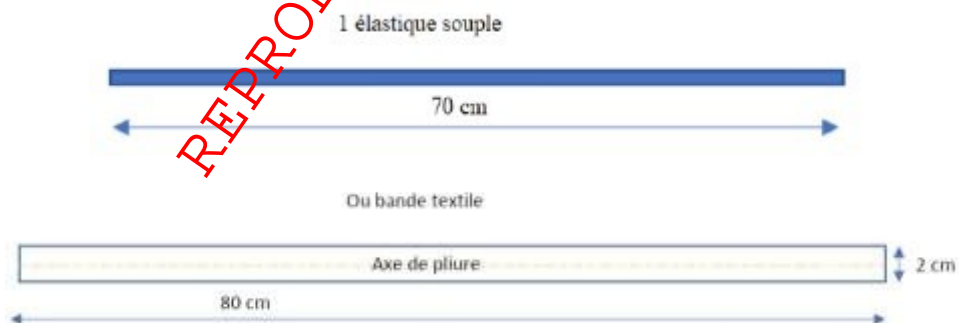 1 élastique souple
70 cm
Ou bande textile
Axe de pliure
2 cm
80 cm